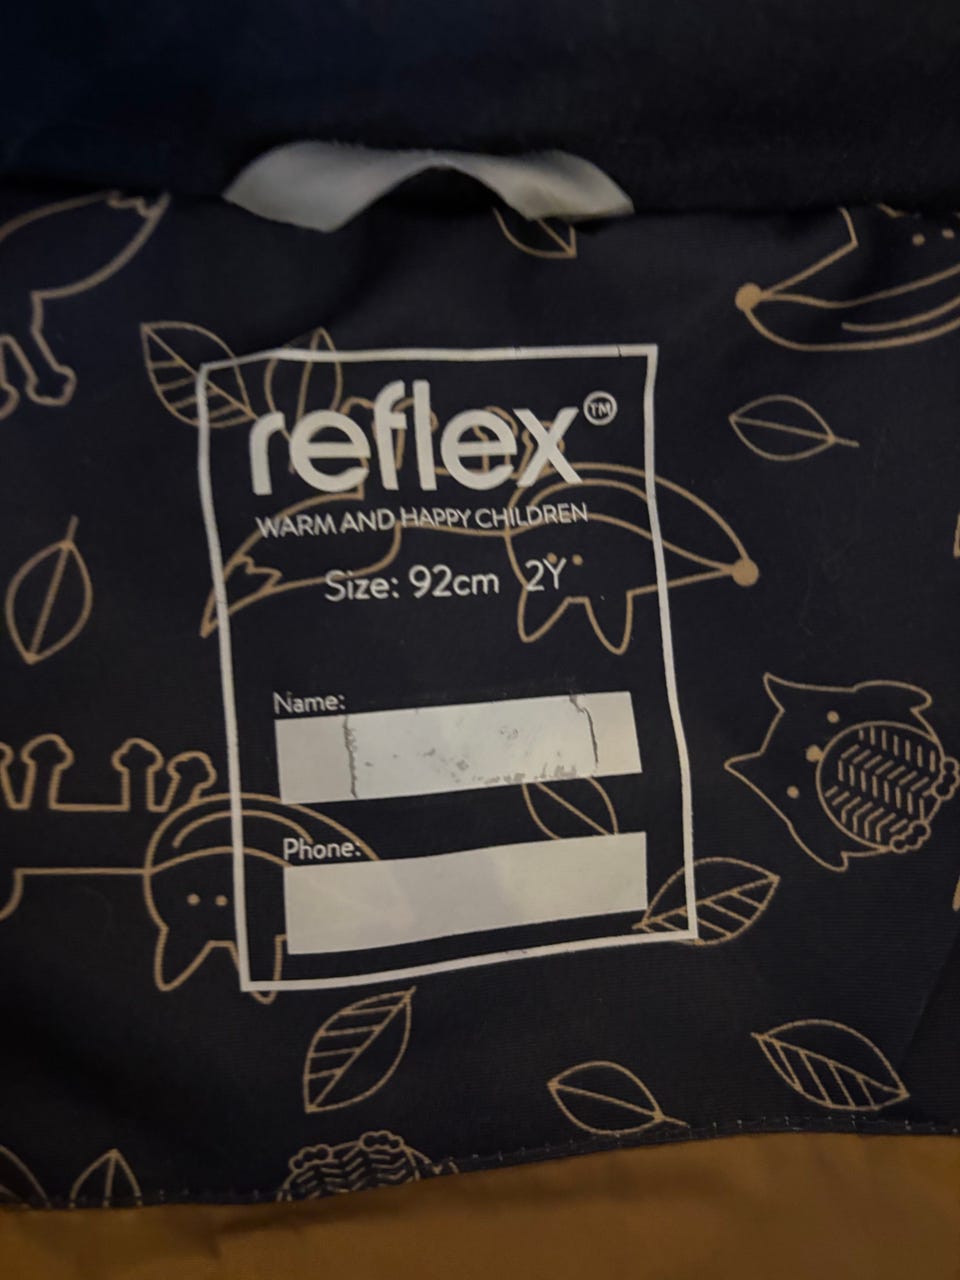 reflex™
WARM AND HAPPY CHILDREN
Size: 92cm 2Y
Name:
Phone: